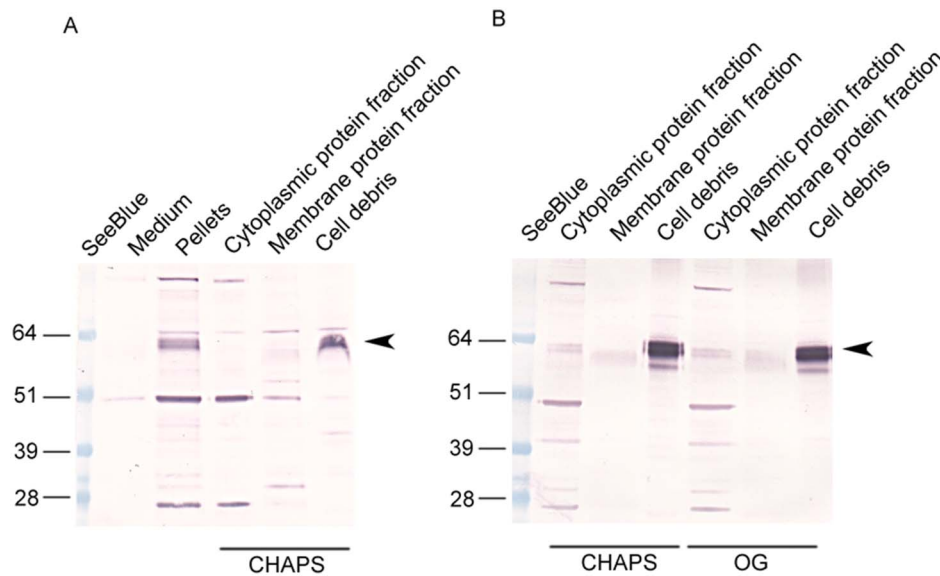 A
SeeBlue
Medium
Pellets
Cytoplasmic protein fraction
Membrane protein fraction
Cell debris
64
51
39
28
CHAPS
B
SeeBlue
Cytoplasmic protein fraction
Membrane protein fraction
Cell debris
Cytoplasmic protein fraction
Membrane protein fraction
Cell debris
64
51
39
28
CHAPS
OG